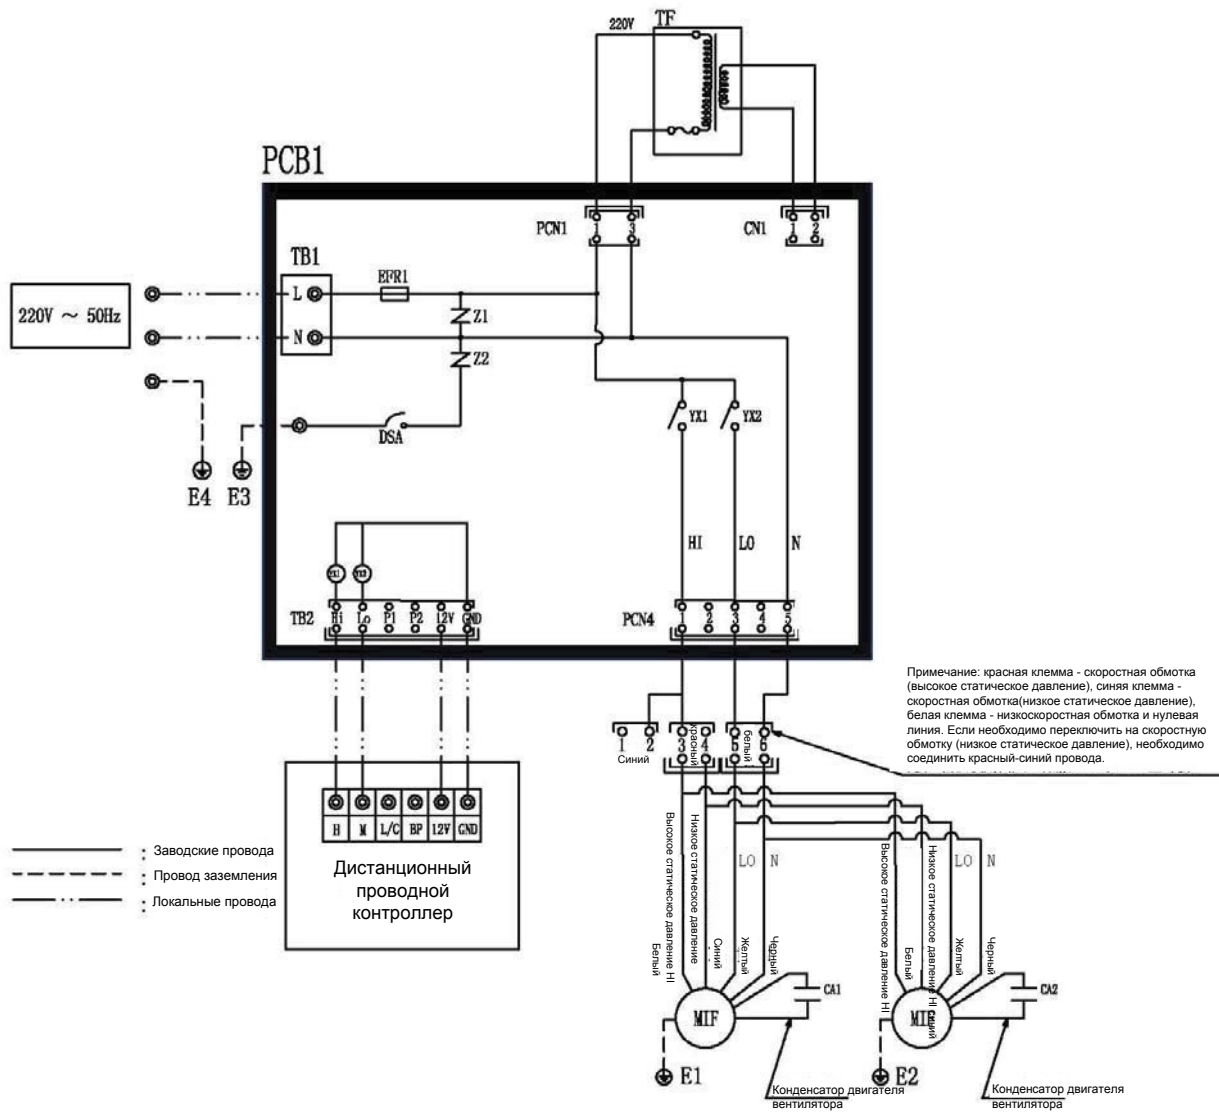 220V
TF
PCB1
PCN1
1
3
CN1
1
2
TB1
L
N
EFR1
Z1
Z2
220V ~ 50Hz
DSA
YX1
YX2
E4
E3
HI
LO
N
TB2
Hi
Lo
P1
P2
12V
GND
PCN4
1
2
3
4
5
Примечание: красная клемма - скоростная обмотка
(высокое статическое давление), синяя клемма -
скоростная обмотка(низкое статическое давление),
белая клемма - низкоскоростная обмотка и нулевая
линия. Если необходимо переключить на скоростную
обмотку (низкое статическое давление), необходимо
соединить красный-синий провода.
1
2
3
4
5
6
Синий
красный
белый
H
M
L/C
BP
12V
GND
Дистанционный
проводной
контроллер
: Заводские провода
: Провод заземления
: Локальные провода
Высокое статическое давление HI
Белый
Низкое статическое давление
Синий
LO
Желтый
N
Черный
Высокое статическое давление HI
Белый
Низкое статическое давление HI
Синий
LO
Желтый
N
Черный
MIF
CA1
E1
Конденсатор двигателя
вентилятора
MIF
CA2
E2
Конденсатор двигателя
вентилятора